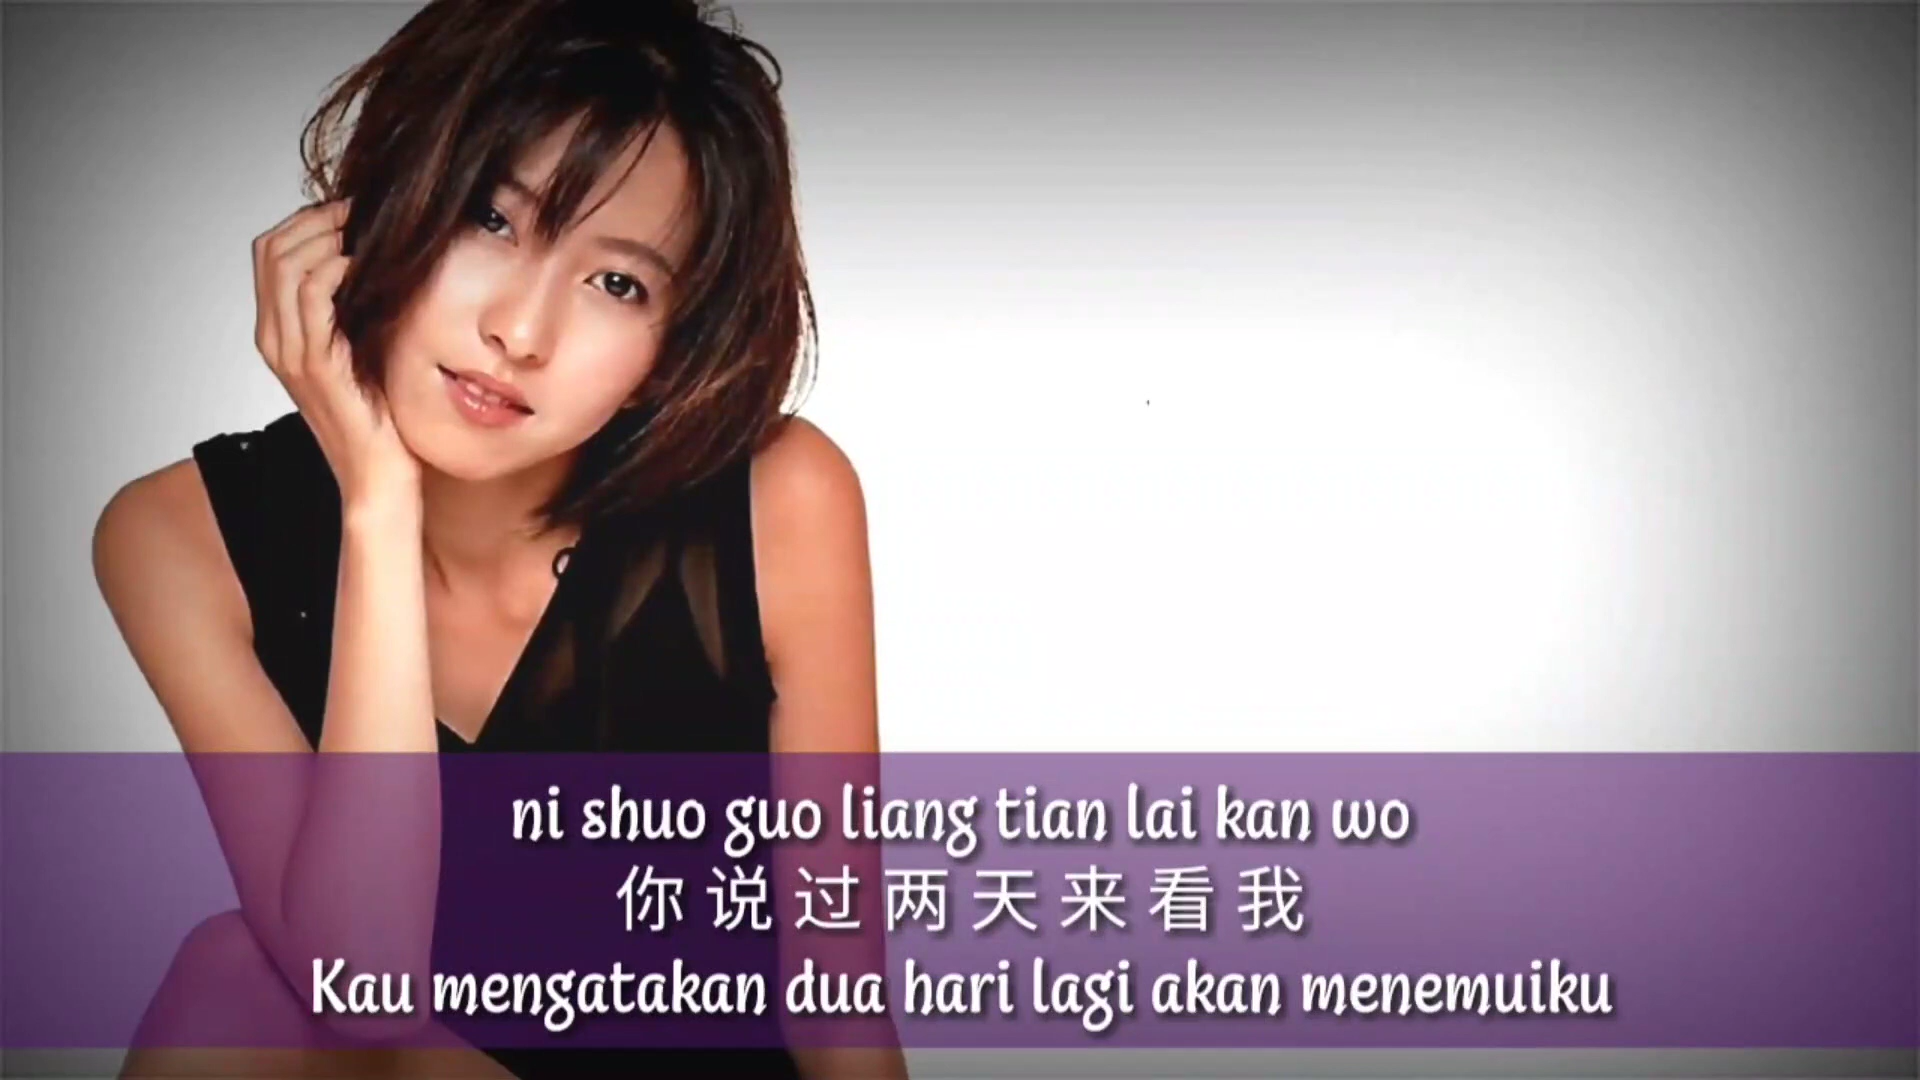 ni shuo guo liang tian lai kan wo
你说过两天来看我
Kau mengatakan dua hari lagi akan menemuiku